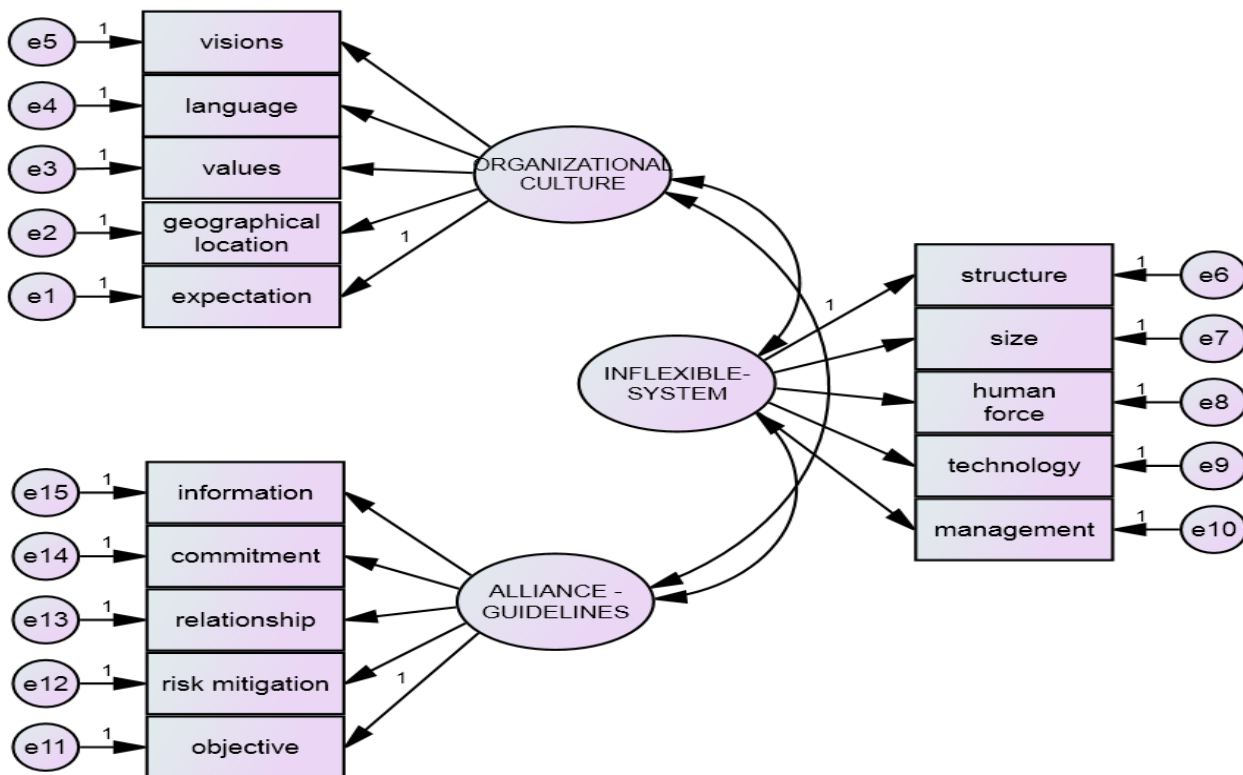 e5
1
visions
e4
1
language
e3
1
values
e2
1
geographical
location
e1
1
expectation
1
ORGANIZATIONAL
CULTURE
INFLEXIBLE-
SYSTEM
1
structure
1
e6
size
1
e7
human
force
1
e8
technology
1
e9
management
1
e10
e15
1
information
e14
1
commitment
e13
1
relationship
e12
1
risk mitigation
e11
1
objective
1
ALLIANCE -
GUIDELINES